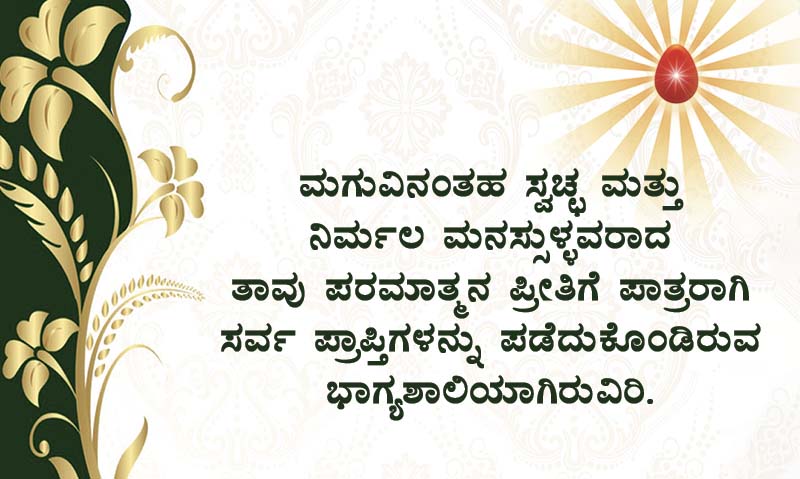 ಮಗುವಿನಂತಹ ಸ್ವಚ್ಛ ಮತ್ತು
ನಿರ್ಮಲ ಮನಸ್ಸುಳ್ಳವರಾದ
ತಾವು ಪರಮಾತ್ಮನ ಪ್ರೀತಿಗೆ ಪಾತ್ರರಾಗಿ
ಸರ್ವ ಪ್ರಾಪ್ತಿಗಳನ್ನು ಪಡೆದುಕೊಂಡಿರುವ
ಭಾಗ್ಯಶಾಲಿಯಾಗಿರುವಿರಿ.